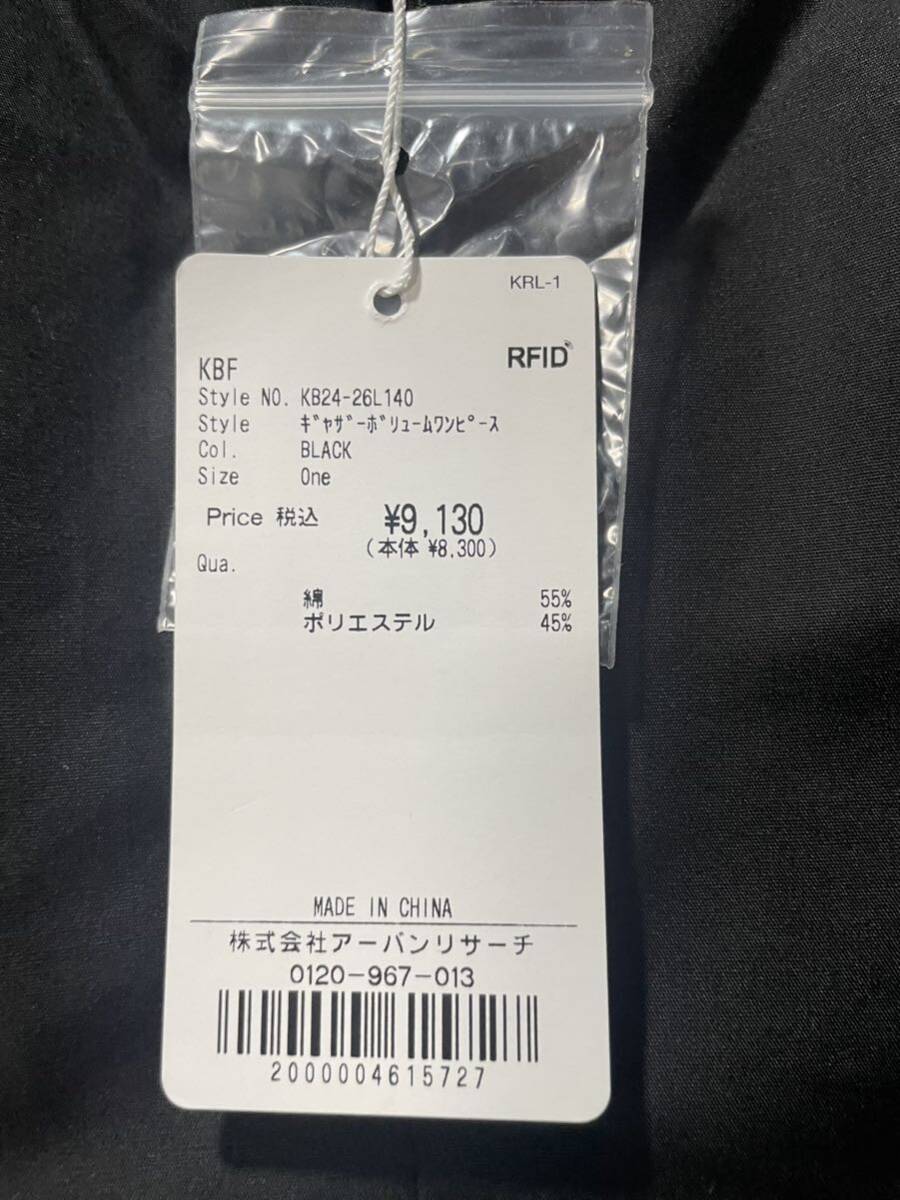 KRL-1
RFID
KBF
Style NO. KB24-26L140
Style ｷﾞｬｻﾞｰﾎﾞﾘｭｰﾑﾜﾝﾋﾟｰｽ
Col. BLACK
Size One
Price 税込 ¥9,130
(本体 ¥8,300)
Qua.
綿 55%
ポリエステル 45%
MADE IN CHINA
株式会社アーバンリサーチ
0120-967-013
2000004615727